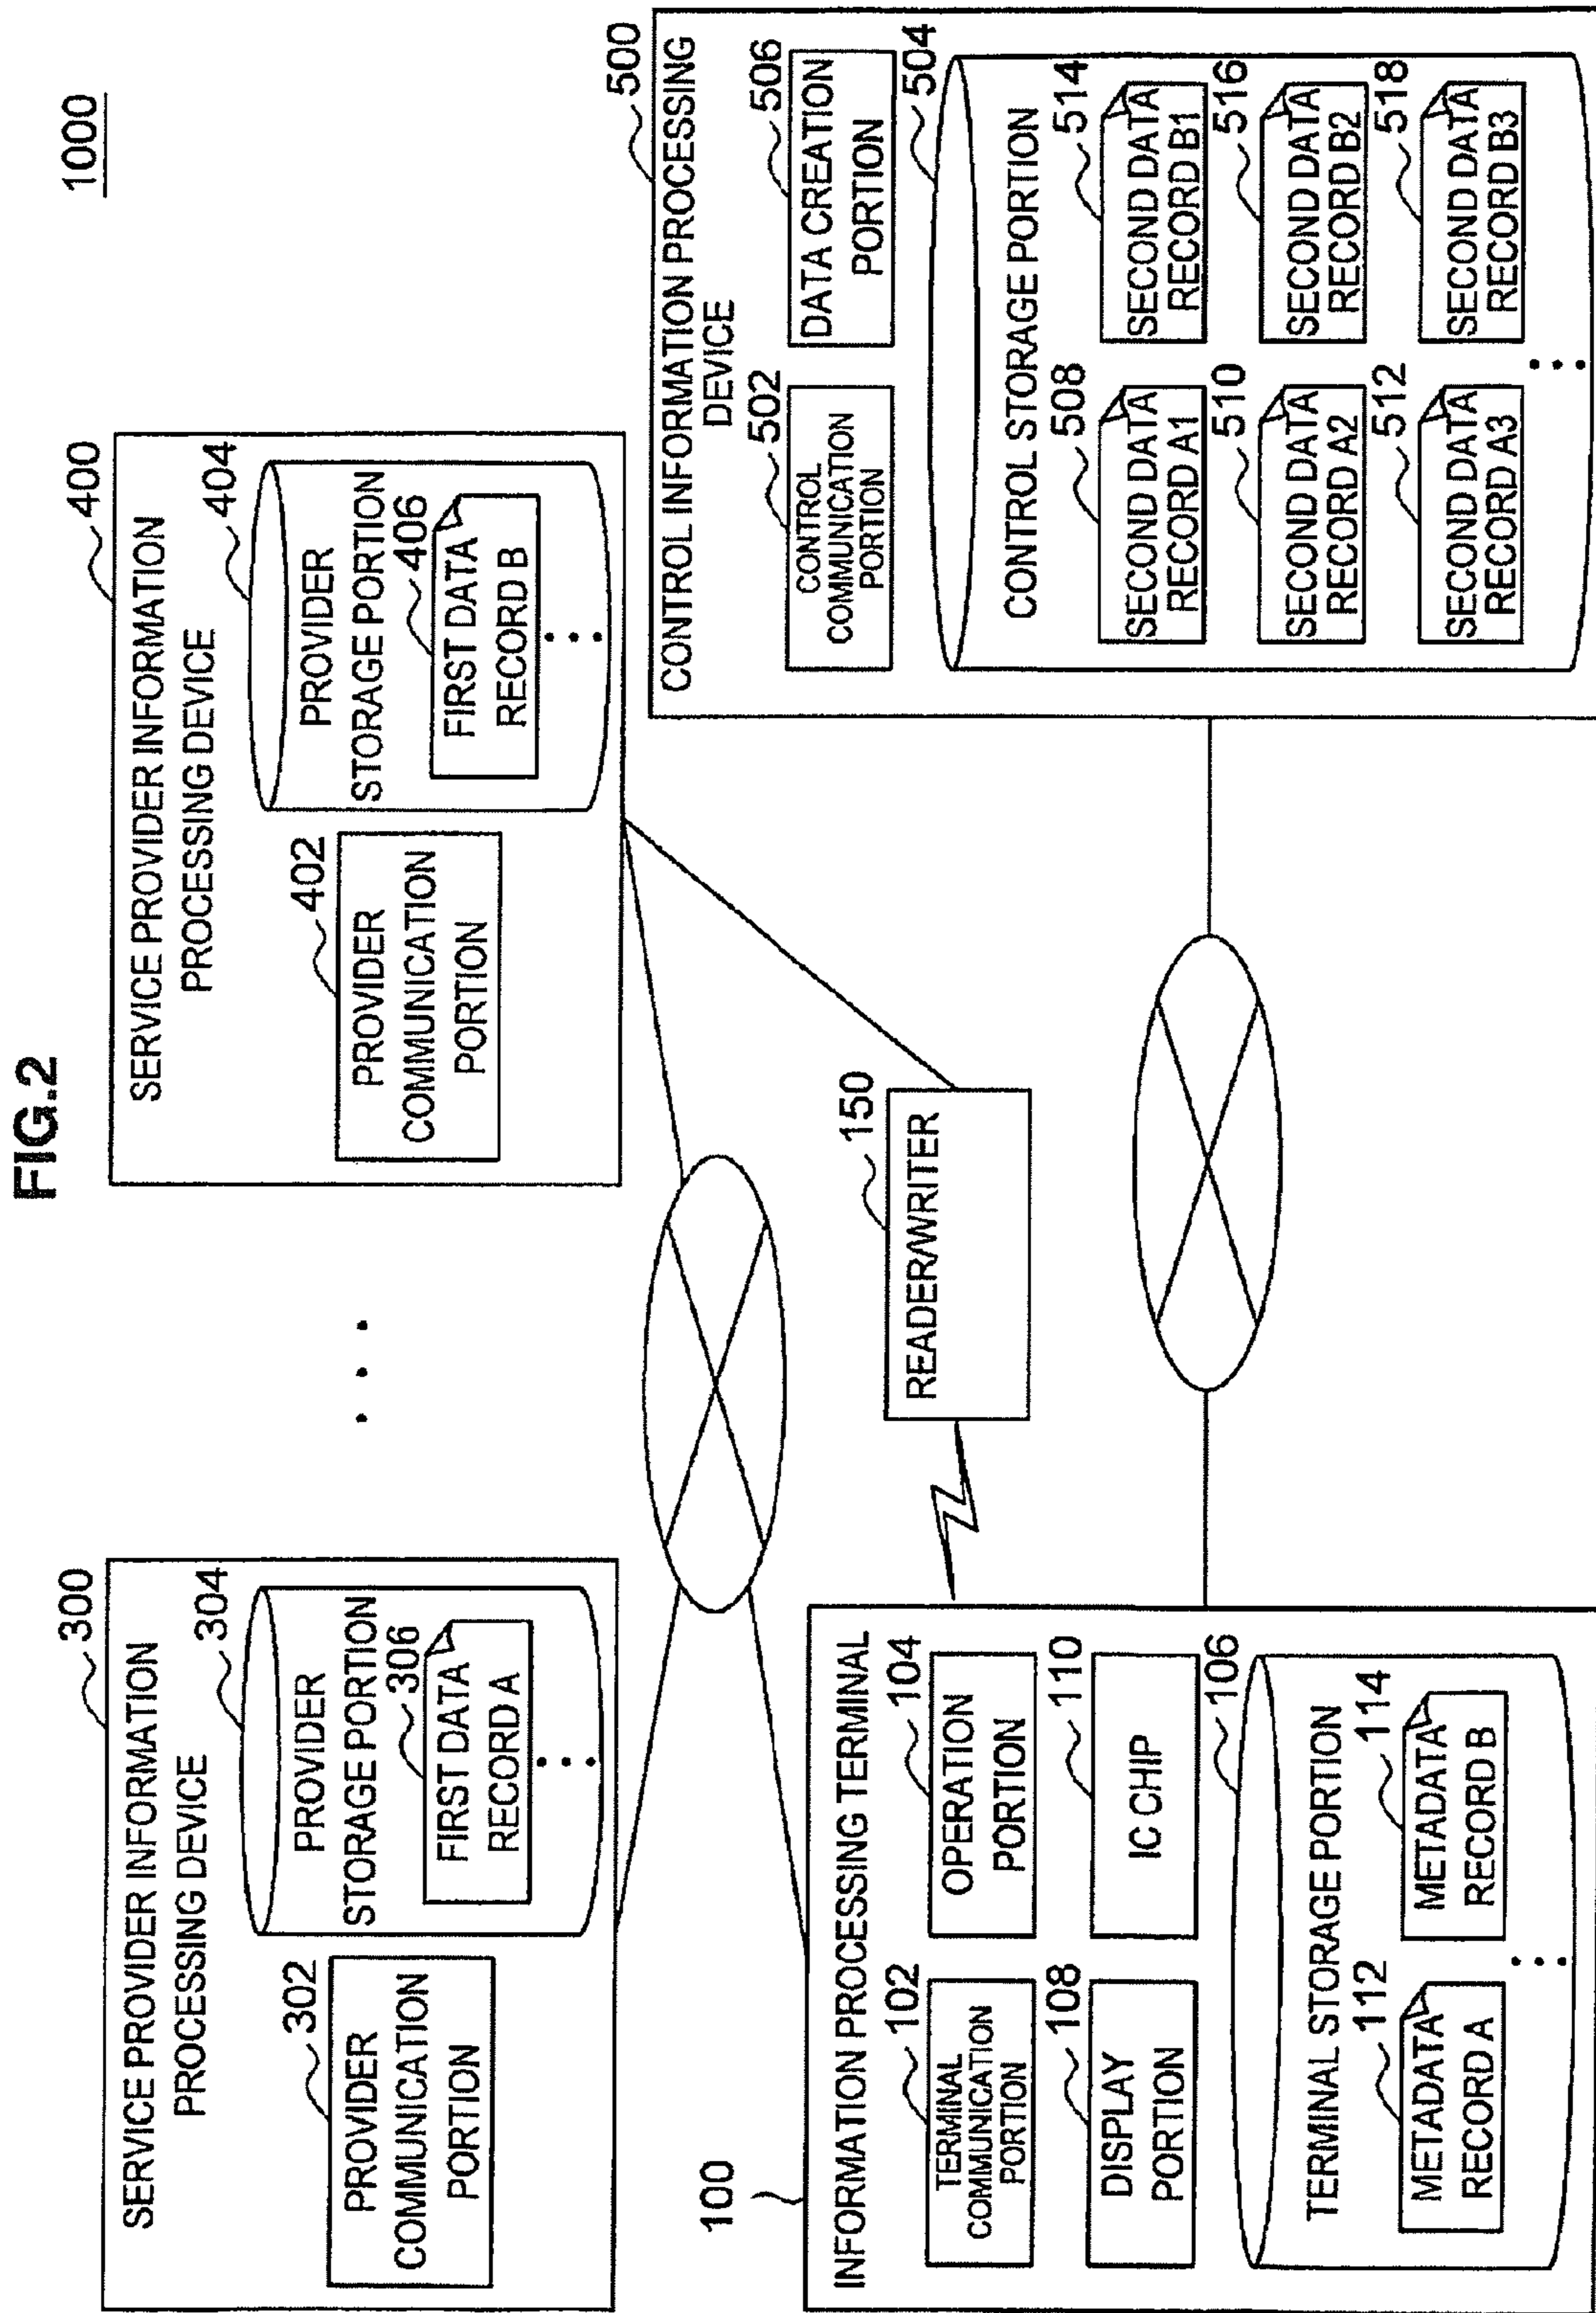 FIG.2
1000
300
SERVICE PROVIDER INFORMATION
PROCESSING DEVICE
302
PROVIDER
COMMUNICATION
PORTION
304
PROVIDER
STORAGE PORTION
306
FIRST DATA
RECORD A
400
SERVICE PROVIDER INFORMATION
PROCESSING DEVICE
402
PROVIDER
COMMUNICATION
PORTION
404
PROVIDER
STORAGE PORTION
406
FIRST DATA
RECORD B
100
INFORMATION PROCESSING TERMINAL
102
TERMINAL
COMMUNICATION
PORTION
104
OPERATION
PORTION
108
DISPLAY
PORTION
110
IC CHIP
106
TERMINAL STORAGE PORTION
112
METADATA
RECORD A
114
METADATA
RECORD B
150
READER/WRITER
500
CONTROL INFORMATION PROCESSING
DEVICE
502
CONTROL
COMMUNICATION
PORTION
506
DATA CREATION
PORTION
504
CONTROL STORAGE PORTION
508
SECOND DATA
RECORD A1
514
SECOND DATA
RECORD B1
510
SECOND DATA
RECORD A2
516
SECOND DATA
RECORD B2
512
SECOND DATA
RECORD A3
518
SECOND DATA
RECORD B3